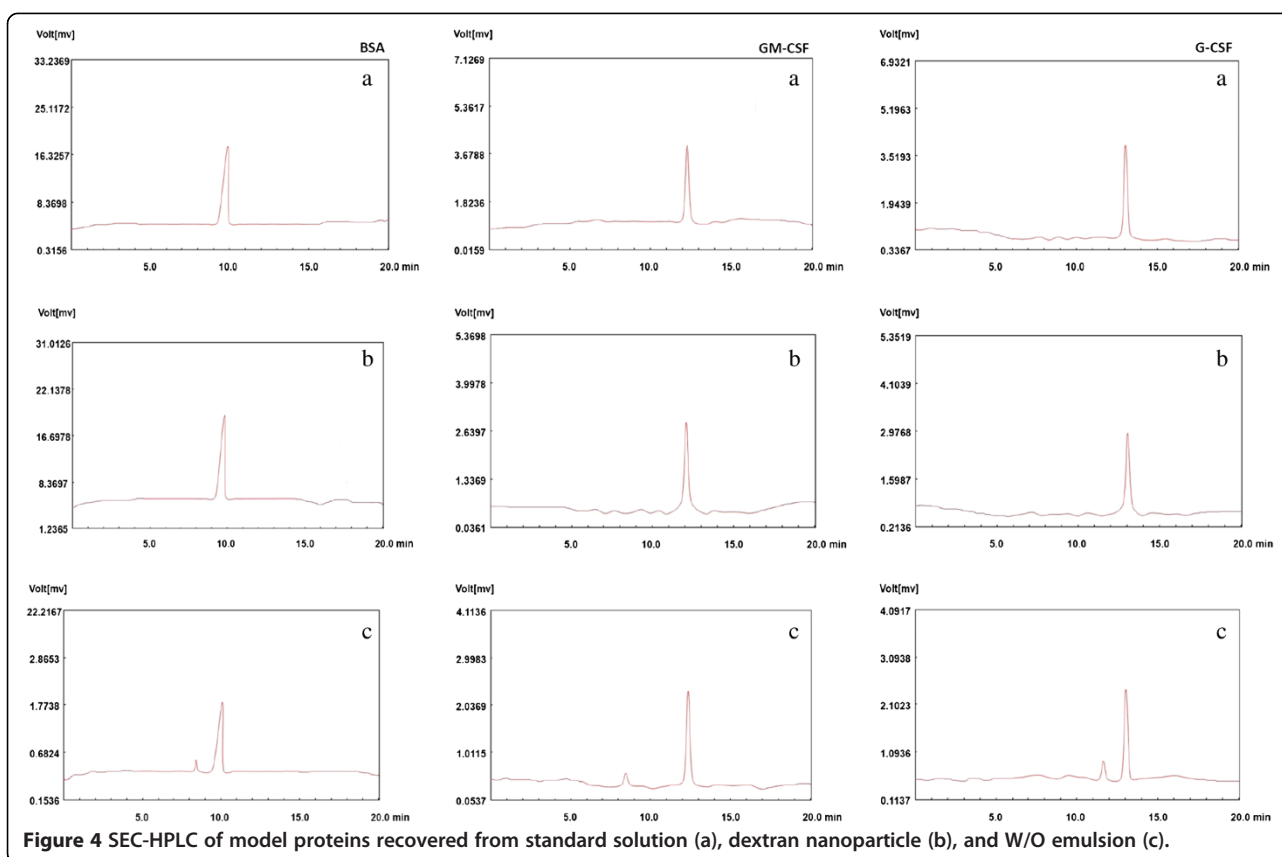 Volt[mv]
BSA
33.2369
a
25.1172
16.3257
8.3698
0.3156
5.0 10.0 15.0 20.0 min
Volt[mv]
GM-CSF
7.1269
a
5.3617
3.6788
1.8236
0.0159
5.0 10.0 15.0 20.0 min
Volt[mv]
G-CSF
6.9321
a
5.1963
3.5193
1.9439
0.3367
5.0 10.0 15.0 20.0 min
Volt[mv]
31.0126
b
22.1378
16.6978
8.3697
1.2365
5.0 10.0 15.0 20.0 min
Volt[mv]
5.3698
b
3.9978
2.6397
1.3369
0.0361
5.0 10.0 15.0 20.0 min
Volt[mv]
5.3519
b
4.1039
2.9768
1.5987
0.2136
5.0 10.0 15.0 20.0 min
Volt[mv]
22.2167
c
2.8653
1.7738
0.6824
0.1536
5.0 10.0 15.0 20.0 min
Volt[mv]
4.1136
c
2.9983
2.0369
1.0115
0.0537
5.0 10.0 15.0 20.0 min
Volt[mv]
4.0917
c
3.0938
2.1023
1.0936
0.1137
5.0 10.0 15.0 20.0 min
Figure 4 SEC-HPLC of model proteins recovered from standard solution (a), dextran nanoparticle (b), and W/O emulsion (c).